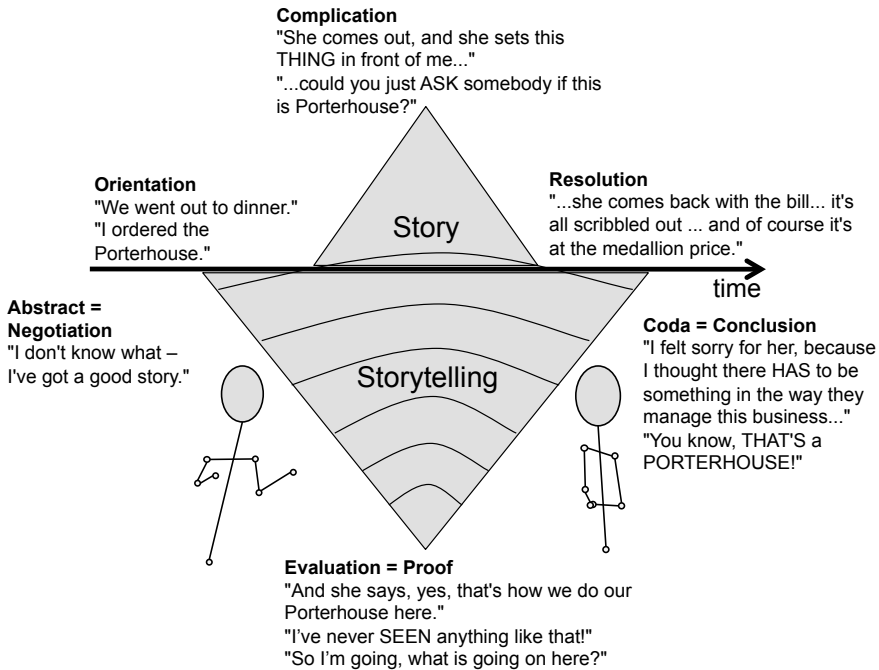 Complication
"She comes out, and she sets this
THING in front of me..."
"...could you just ASK somebody if this
is Porterhouse?"
Orientation
"We went out to dinner."
"I ordered the
Porterhouse."
Story
Resolution
"...she comes back with the bill... it's
all scribbled out ... and of course it's
at the medallion price."
time
Abstract =
Negotiation
"I don't know what –
I've got a good story."
Storytelling
Coda = Conclusion
"I felt sorry for her, because
I thought there HAS to be
something in the way they
manage this business..."
"You know, THAT'S a
PORTERHOUSE!"
Evaluation = Proof
"And she says, yes, that's how we do our
Porterhouse here."
"I’ve never SEEN anything like that!"
"So I’m going, what is going on here?"